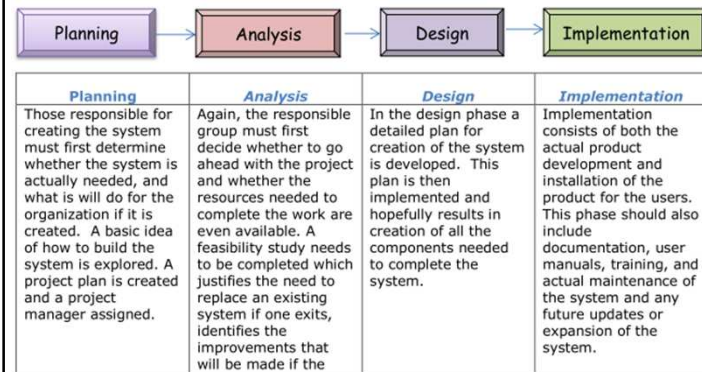 Planning
Analysis
Design
Implementation
Planning
Those responsible for
creating the system
must first determine
whether the system is
actually needed, and
what is will do for the
organization if it is
created. A basic idea
of how to build the
system is explored. A
project plan is created
and a project
manager assigned.
Analysis
Again, the responsible
group must first
decide whether to go
ahead with the project
and whether the
resources needed to
complete the work are
even available. A
feasibility study needs
to be completed which
justifies the need to
replace an existing
system if one exits,
identifies the
improvements that
will be made if the
Design
In the design phase a
detailed plan for
creation of the system
is developed. This
plan is then
implemented and
hopefully results in
creation of all the
components needed
to complete the
system.
Implementation
Implementation
consists of both the
actual product
development and
installation of the
product for the users.
This phase should also
include
documentation, user
manuals, training, and
actual maintenance of
the system and any
future updates or
expansion of the
system.